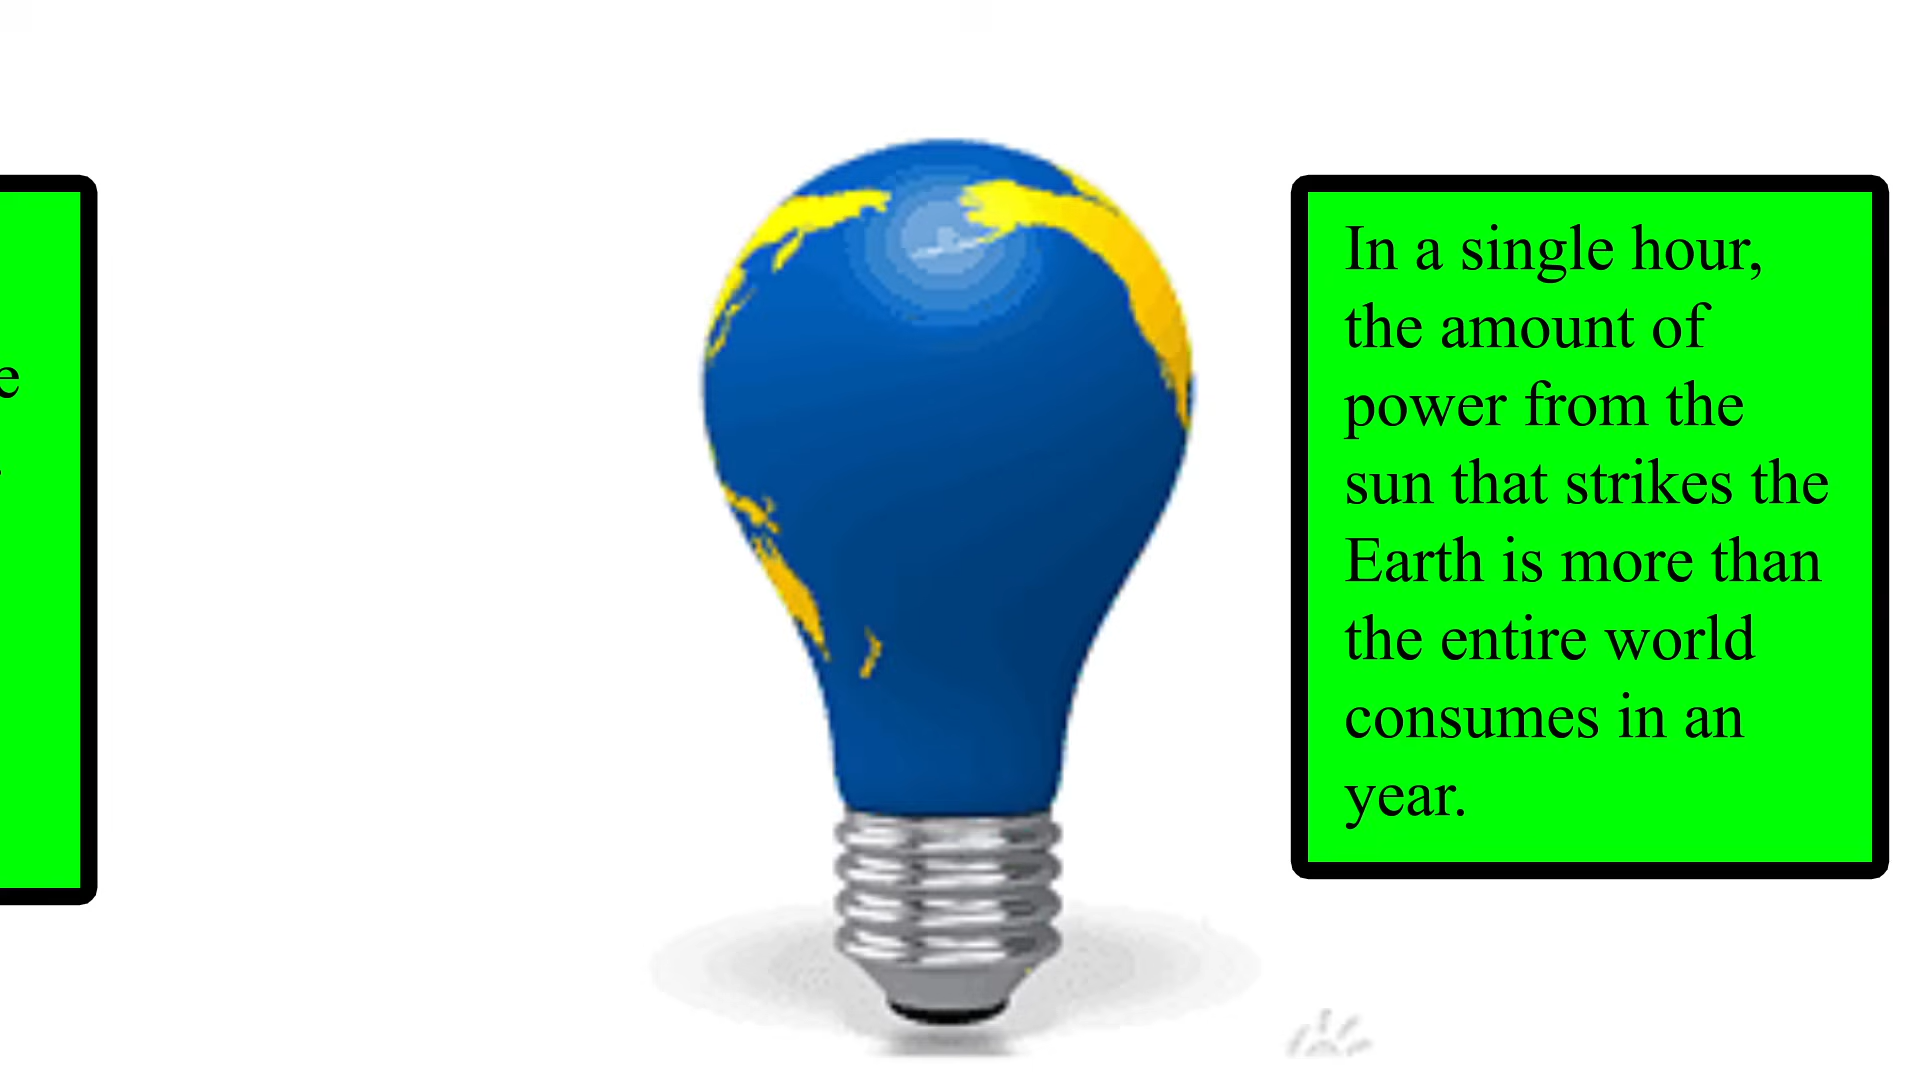 In a single hour,
the amount of
power from the
sun that strikes the
Earth is more than
the entire world
consumes in an
year.